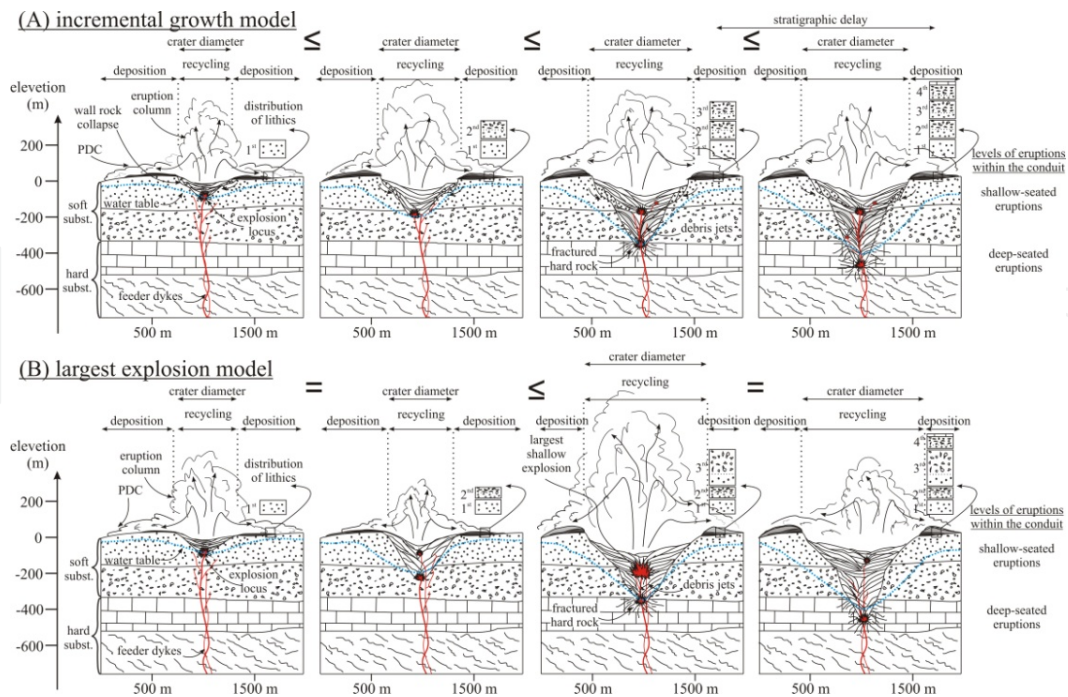 (A) incremental growth model
stratigraphic delay
≤ ≤ ≤
crater diameter crater diameter crater diameter crater diameter
deposition recycling deposition deposition recycling deposition deposition recycling deposition deposition recycling deposition
elevetion
(m)
wall rock
collapse
PDC
eruption
column
distribution
of lithics
1st
2nd
1st
3rd
2nd
1st
4th
3rd
2nd
1st
levels of eruptions
within the conduit
200
0
-200
-400
-600
soft
subst.
hard
subst.
water table
explosion
locus
feeder dykes
debris jets
fractured
hard rock
shallow-seated
eruptions
deep-seated
eruptions
500 m 1500 m 500 m 1500 m 500 m 1500 m 500 m 1500 m
(B) largest explosion model
= ≤ =
crater diameter crater diameter crater diameter crater diameter
deposition recycling deposition deposition recycling deposition recycling deposition deposition recycling deposition
elevetion
(m)
eruption
column
PDC
distribution
of lithics
1st
2nd
1st
largest
shallow
explosion
3rd
2nd
1st
4th
3rd
2nd
1st
levels of eruptions
within the conduit
200
0
-200
-400
-600
soft
subst.
hard
subst.
water table
explosion
locus
feeder dykes
debris jets
fractured
hard rock
shallow-seated
eruptions
deep-seated
eruptions
500 m 1500 m 500 m 1500 m 500 m 1500 m 500 m 1500 m